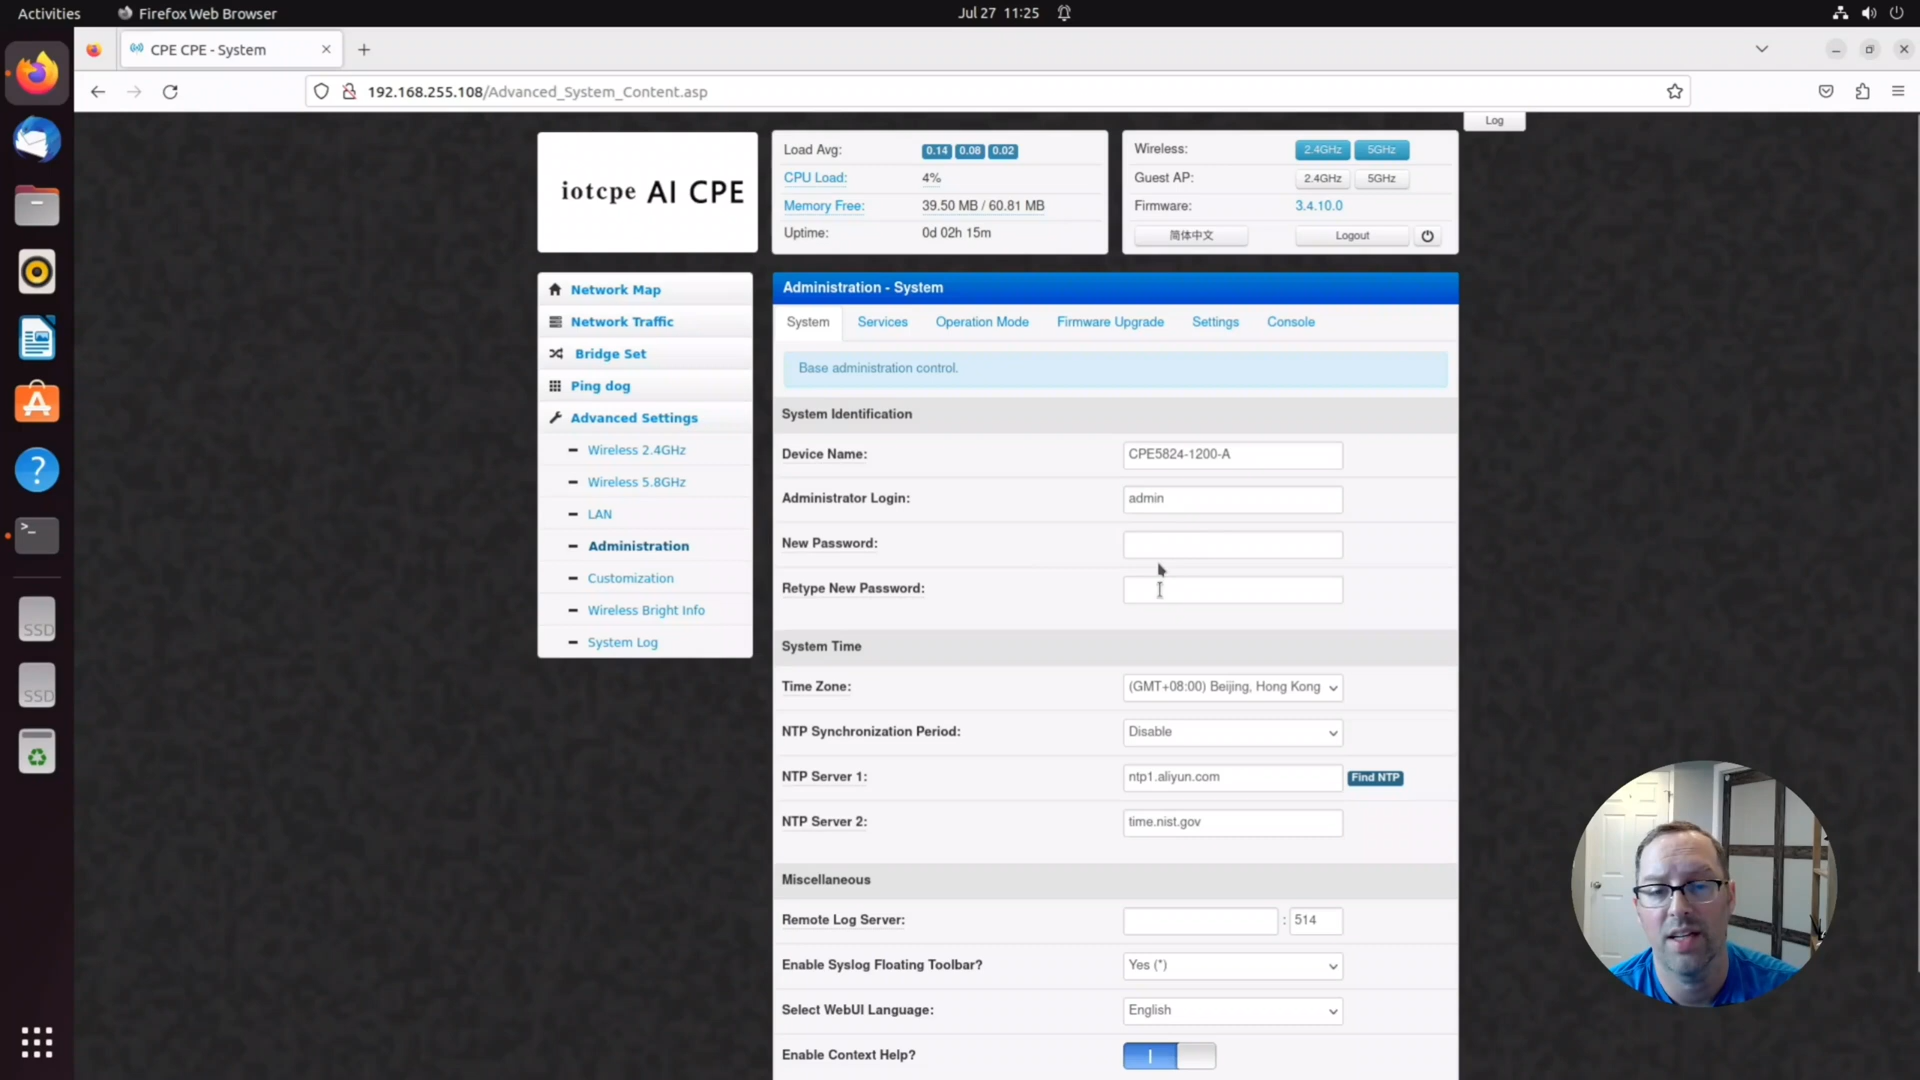 Activities
Firefox Web Browser
Jul 27 11:25
CPE CPE - System
192.168.255.108/Advanced_System_Content.asp
Log
iotcpe AI CPE
Load Avg: 0.14 0.08 0.02
CPU Load: 4%
Memory Free: 39.50 MB / 60.81 MB
Uptime: 0d 02h 15m
Wireless: 2.4GHz 5GHz
Guest AP: 2.4GHz 5GHz
Firmware: 3.4.10.0
简体中文 Logout
Network Map
Network Traffic
Bridge Set
Ping dog
Advanced Settings
Wireless 2.4GHz
Wireless 5.8GHz
LAN
Administration
Customization
Wireless Bright Info
System Log
Administration - System
System Services Operation Mode Firmware Upgrade Settings Console
Base administration control.
System Identification
Device Name: CPE5824-1200-A
Administrator Login: admin
New Password:
Retype New Password:
System Time
Time Zone: (GMT+08:00) Beijing, Hong Kong
NTP Synchronization Period: Disable
NTP Server 1: ntp1.aliyun.com Find NTP
NTP Server 2: time.nist.gov
Miscellaneous
Remote Log Server: : 514
Enable Syslog Floating Toolbar? Yes (*)
Select WebUI Language: English
Enable Context Help?
SSD
SSD